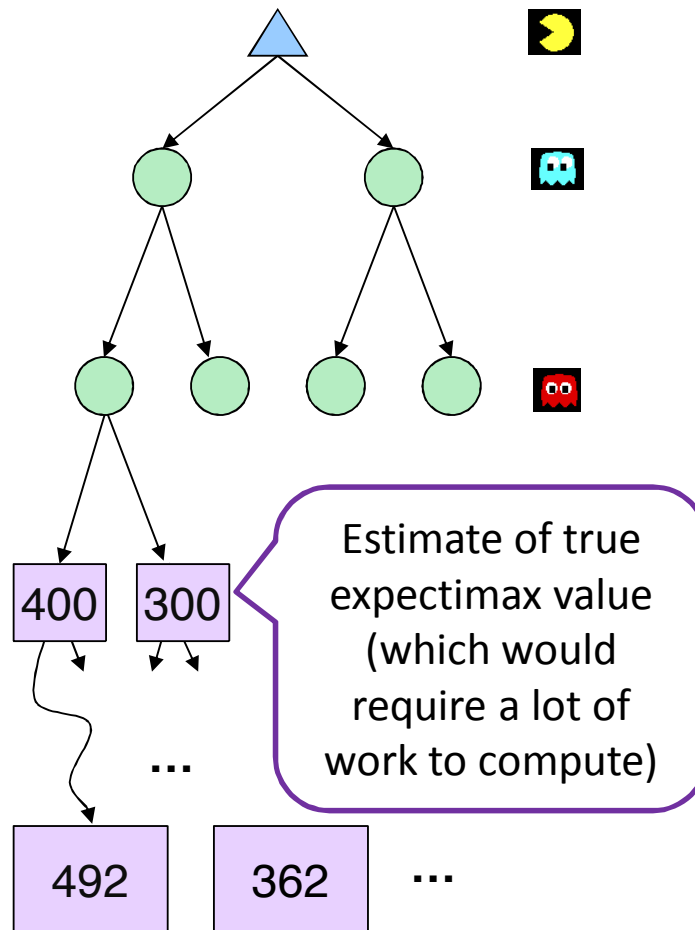 400
300
Estimate of true
expectimax value
(which would
require a lot of
work to compute)
...
492
362
...